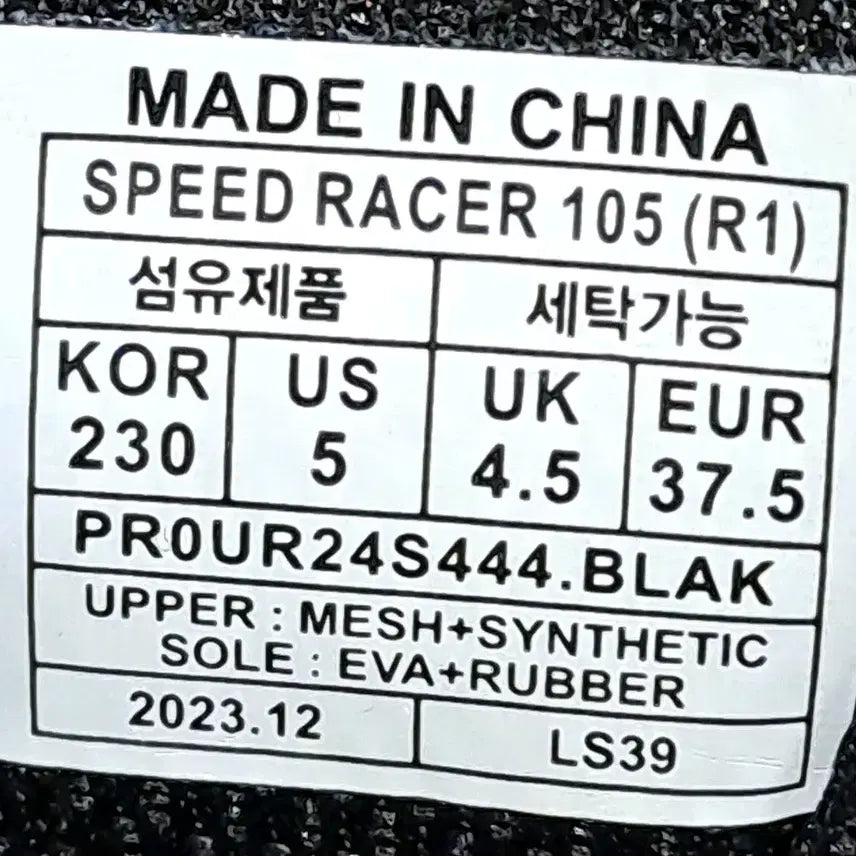 MADE IN CHINA
SPEED RACER 105 (R1)
섬유제품 세탁가능
KOR US UK EUR
230 5 4.5 37.5
PR0UR24S444.BLAK
UPPER : MESH+SYNTHETIC
SOLE : EVA+RUBBER
2023.12 LS39